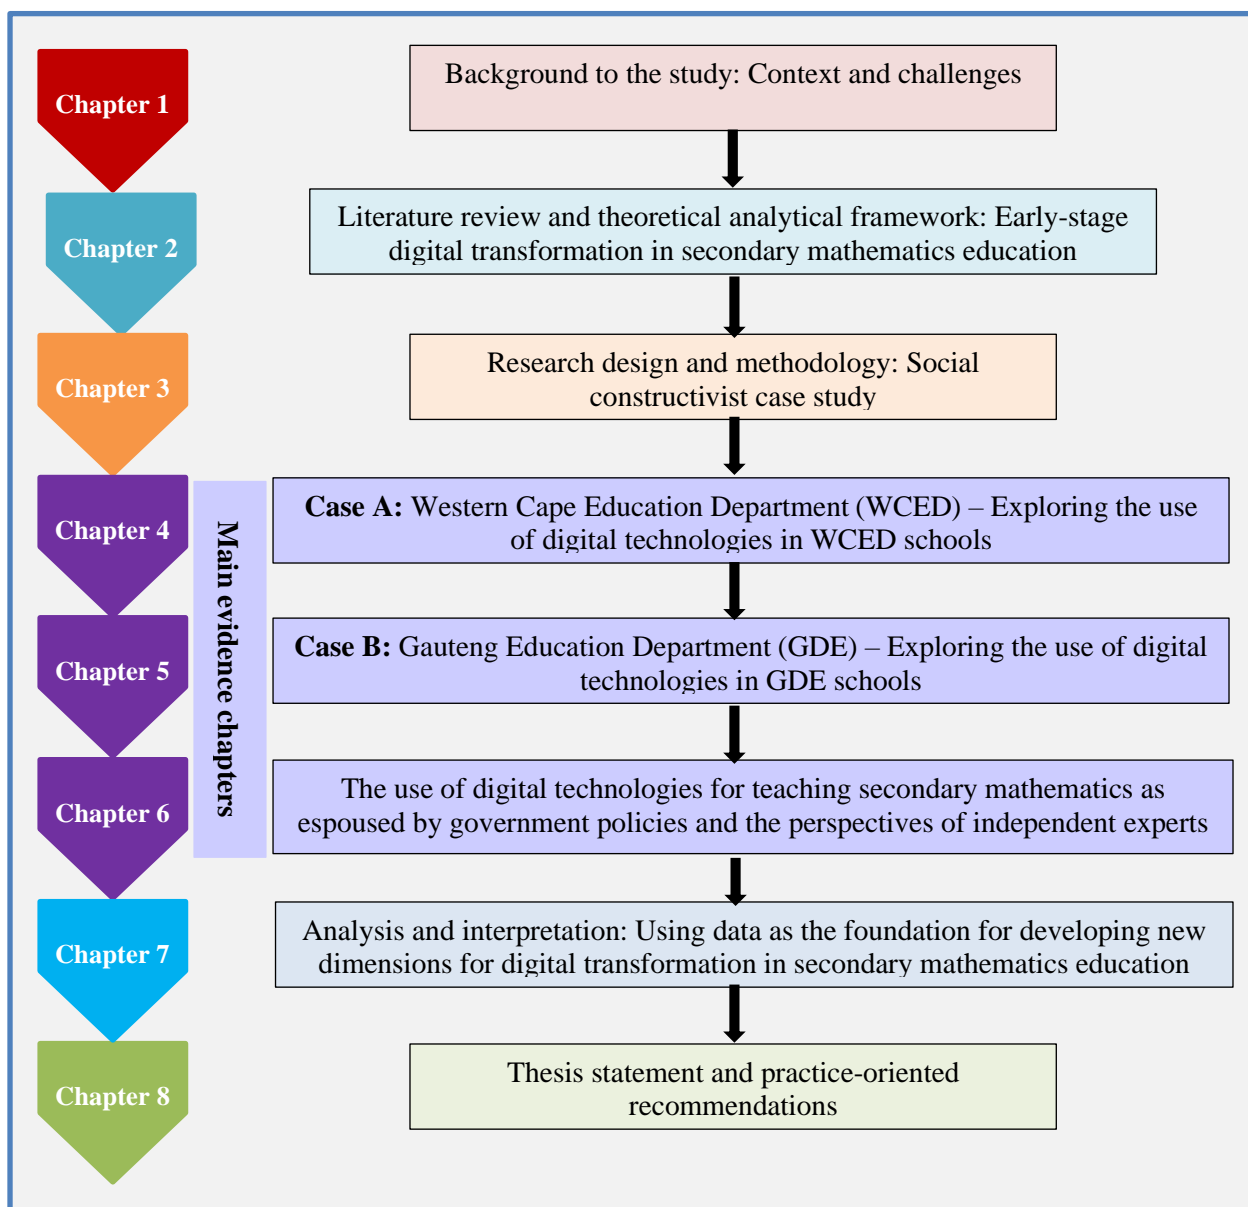 Chapter 1
Background to the study: Context and challenges
Chapter 2
Literature review and theoretical analytical framework: Early-stage
digital transformation in secondary mathematics education
Chapter 3
Research design and methodology: Social
constructivist case study
Main evidence chapters
Chapter 4
Case A: Western Cape Education Department (WCED) – Exploring the use
of digital technologies in WCED schools
Chapter 5
Case B: Gauteng Education Department (GDE) – Exploring the use of digital
technologies in GDE schools
Chapter 6
The use of digital technologies for teaching secondary mathematics as
espoused by government policies and the perspectives of independent experts
Chapter 7
Analysis and interpretation: Using data as the foundation for developing new
dimensions for digital transformation in secondary mathematics education
Chapter 8
Thesis statement and practice-oriented
recommendations